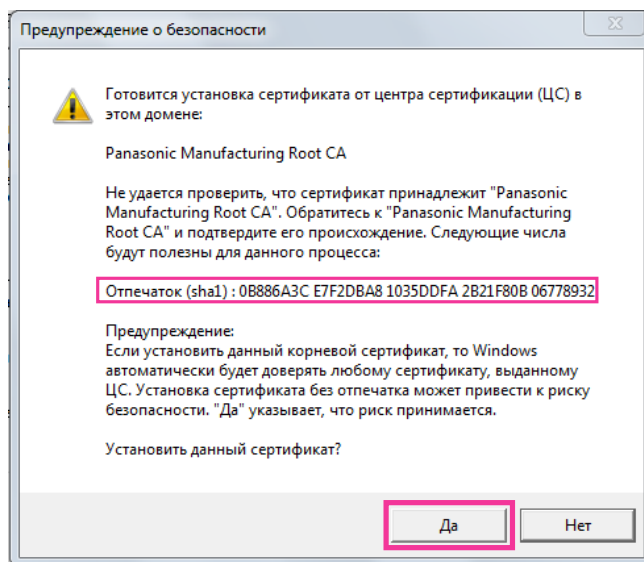 Предупреждение о безопасности
Готовится установка сертификата от центра сертификации (ЦС) в
этом домене:
Panasonic Manufacturing Root CA
Не удается проверить, что сертификат принадлежит "Panasonic
Manufacturing Root CA". Обратитесь к "Panasonic Manufacturing
Root CA" и подтвердите его происхождение. Следующие числа
будут полезны для данного процесса:
Отпечаток (sha1) : 0B886A3C E7F2DBA8 1035DDFA 2B21F80B 06778932
Предупреждение:
Если установить данный корневой сертификат, то Windows
автоматически будет доверять любому сертификату, выданному
ЦС. Установка сертификата без отпечатка может привести к риску
безопасности. "Да" указывает, что риск принимается.
Установить данный сертификат?
Да
Нет